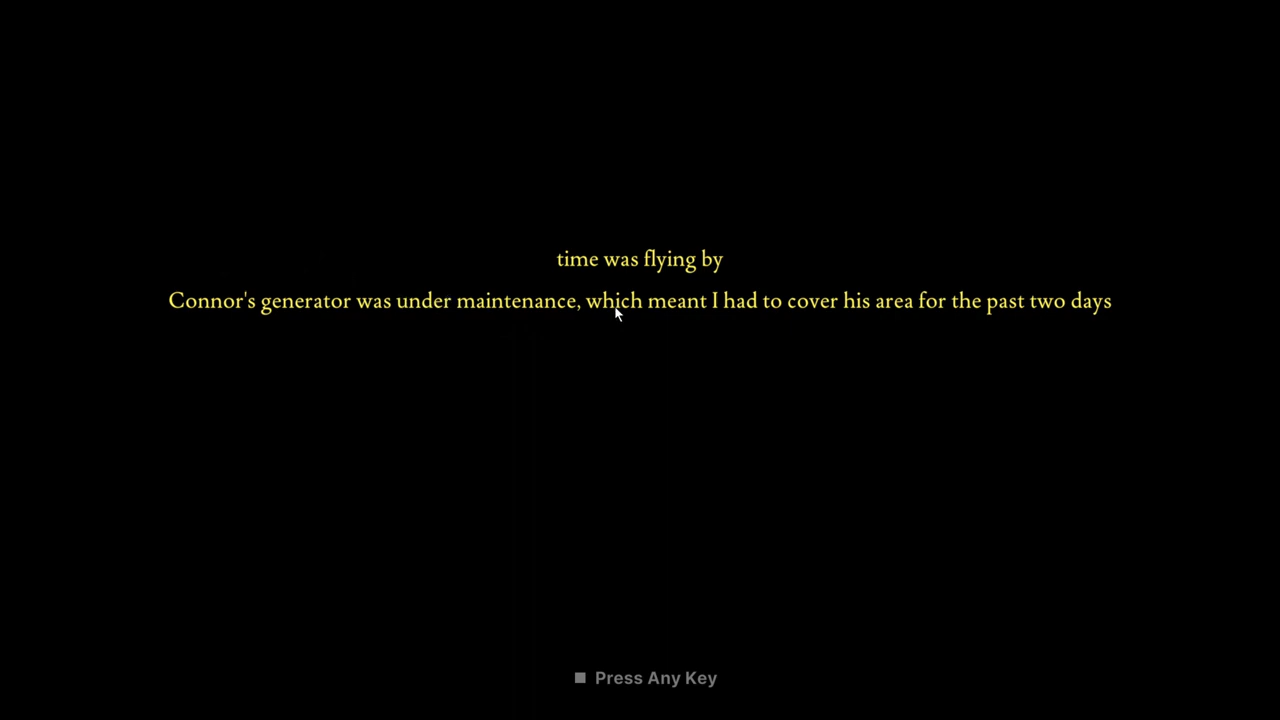 time was flying by
Connor's generator was under maintenance, which meant I had to cover his area for the past two days
Press Any Key